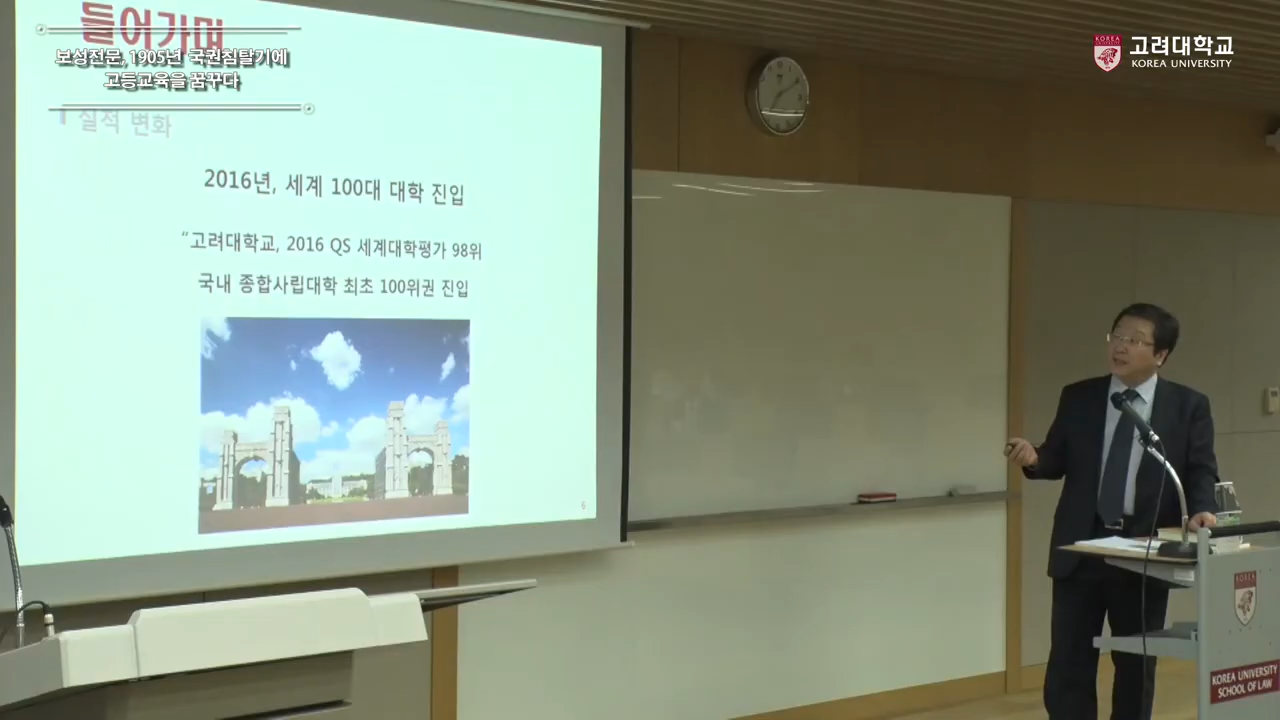 들어가며
보성전문, 1905년 국권침탈기에
고등교육을 꿈꾸다
실적 변화
2016년, 세계 100대 대학 진입
“고려대학교, 2016 QS 세계대학평가 98위
국내 종합사립대학 최초 100위권 진입
6
KOREA
고려대학교
KOREA UNIVERSITY
KOREA
KOREA UNIVERSITY
SCHOOL OF LAW